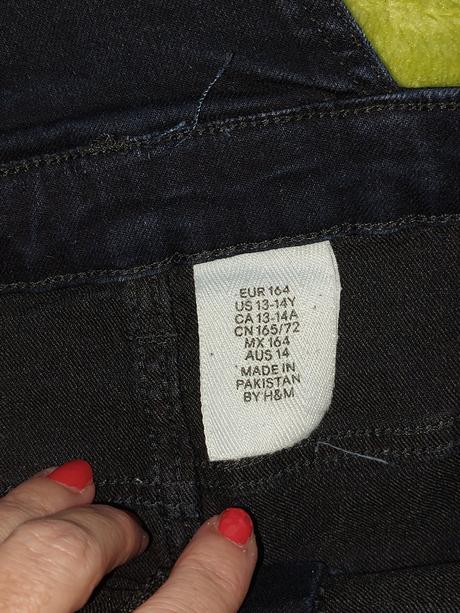 EUR 164
US 13-14Y
CA 13-14A
CN 165/72
MX 164
AUS 14
MADE IN
PAKISTAN
BY H&M